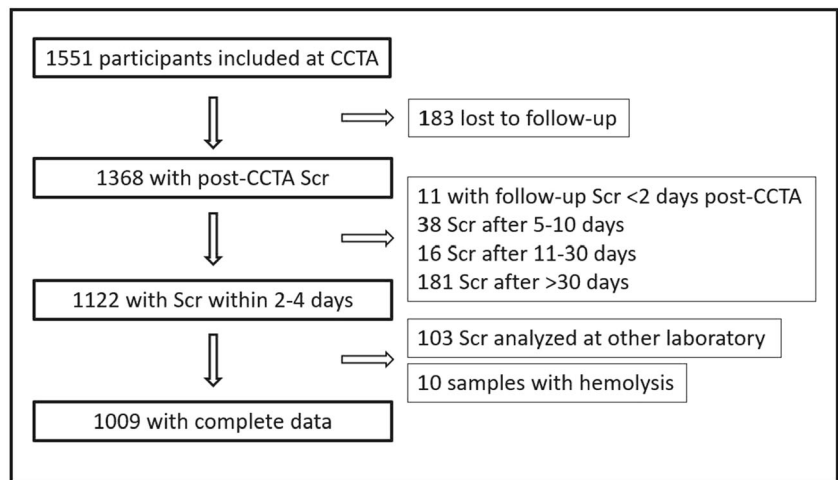 1551 participants included at CCTA
183 lost to follow-up
1368 with post-CCTA Scr
11 with follow-up Scr <2 days post-CCTA
38 Scr after 5-10 days
16 Scr after 11-30 days
181 Scr after >30 days
1122 with Scr within 2-4 days
103 Scr analyzed at other laboratory
10 samples with hemolysis
1009 with complete data